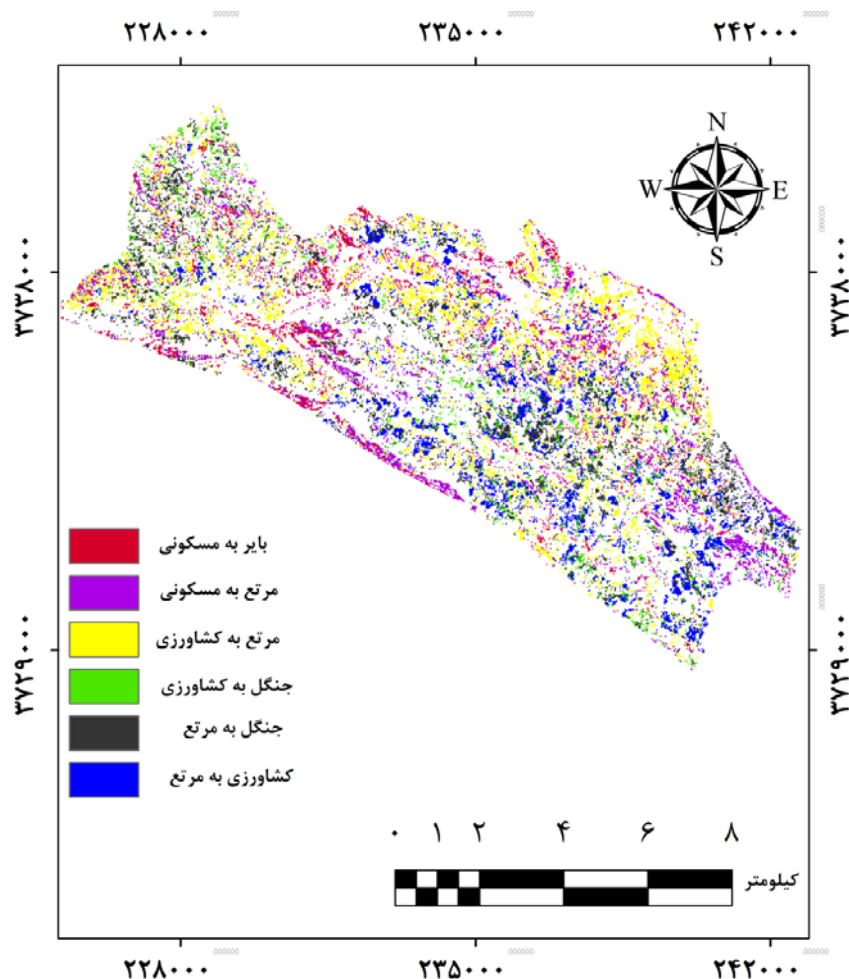 ۲۲۸۰۰۰ ۲۳۵۰۰۰ ۲۴۲۰۰۰
N
W E
S
۳۷۳۸۰۰۰ ۳۷۳۸۰۰۰
بایر به مسکونی
مرتع به مسکونی
مرتع به کشاورزی
جنگل به کشاورزی
جنگل به مرتع
کشاورزی به مرتع
۳۷۲۹۰۰۰ ۳۷۲۹۰۰۰
۰ ۱ ۲ ۴ ۶ ۸
کیلومتر
۲۲۸۰۰۰ ۲۳۵۰۰۰ ۲۴۲۰۰۰